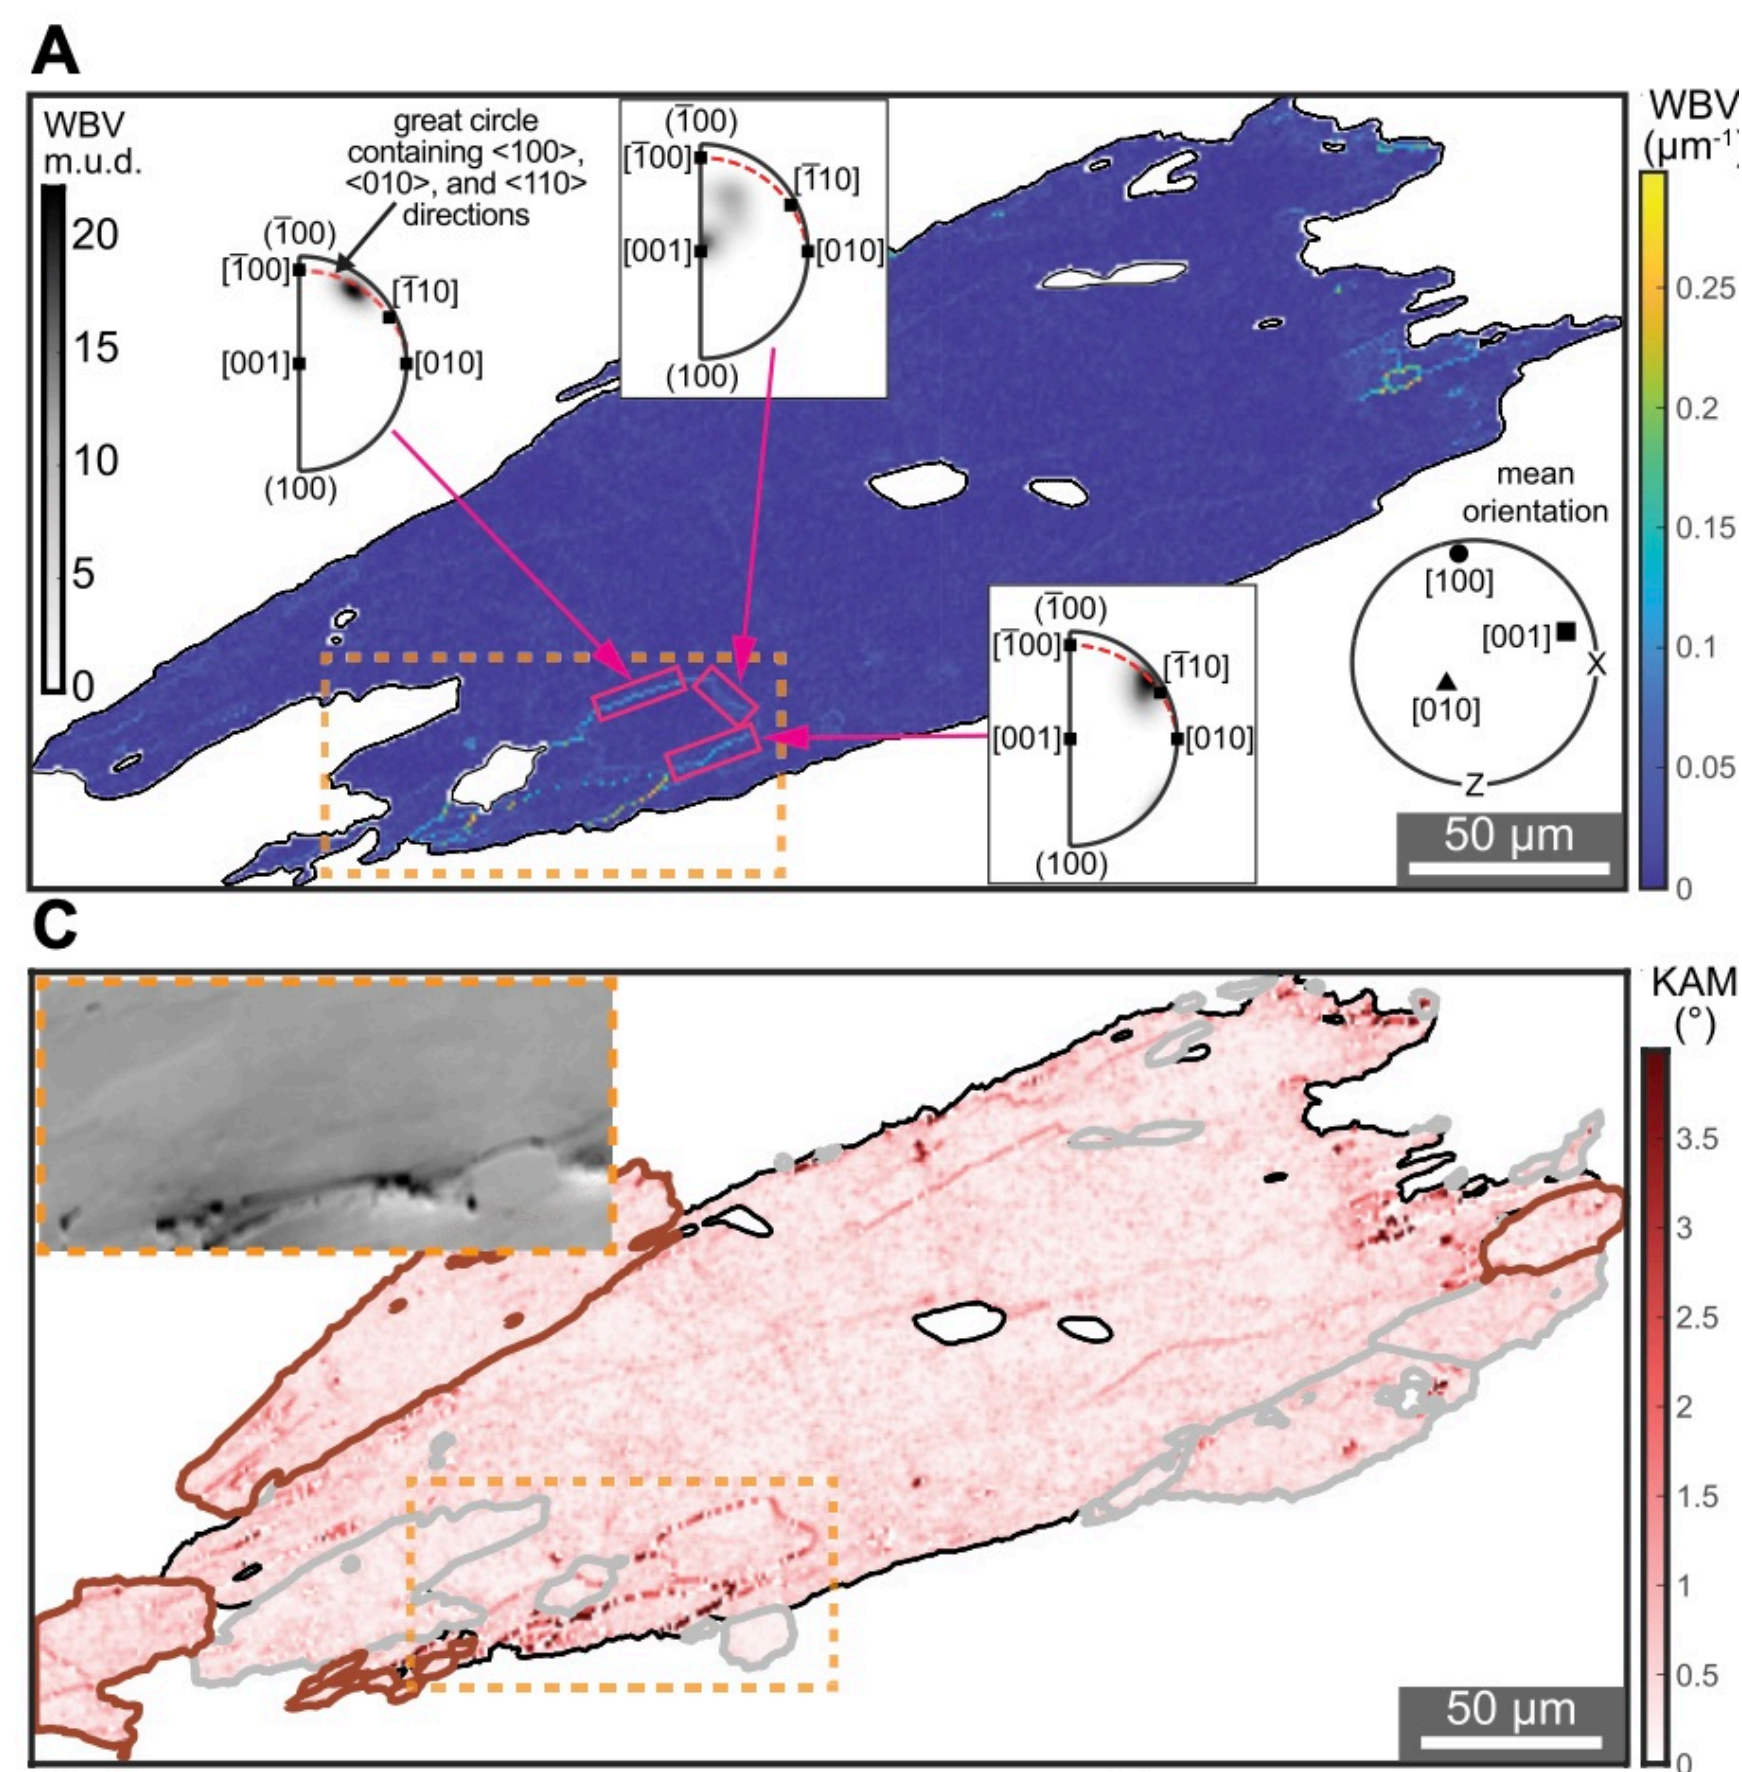 A
WBV
m.u.d.
20
15
10
5
0
great circle
containing <100>,
<010>, and <110>
directions
(1̅00)
[1̅00]
[1̅10]
[001]
[010]
(100)
(1̅00)
[1̅00]
[1̅10]
[001]
[010]
(100)
(1̅00)
[1̅00]
[1̅10]
[001]
[010]
(100)
mean
orientation
[100]
[001]
X
[010]
Z
50 µm
WBV
(µm⁻¹)
0.25
0.2
0.15
0.1
0.05
0
C
KAM
(°)
3.5
3
2.5
2
1.5
1
0.5
0
50 µm